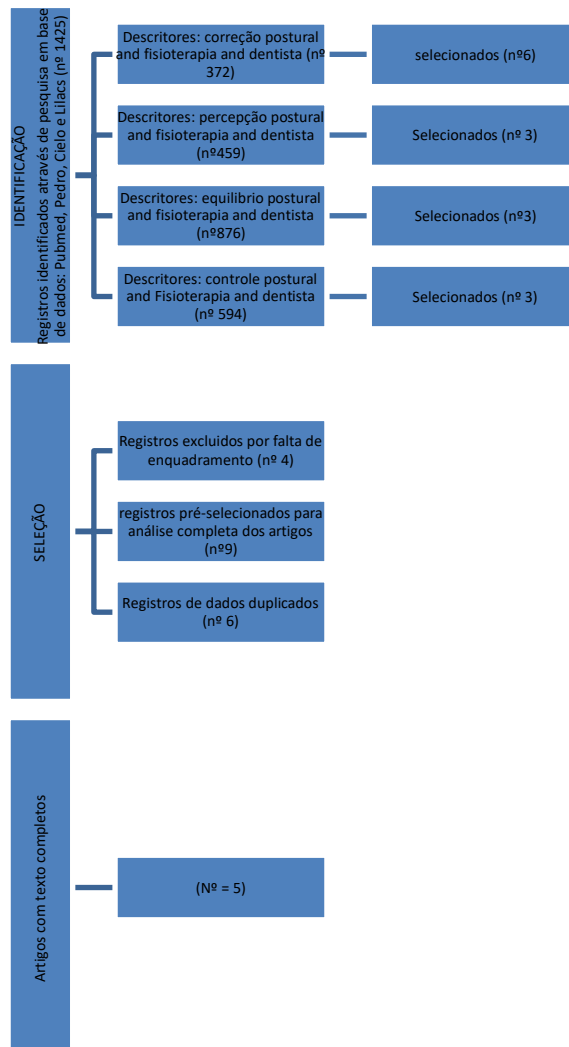 IDENTIFICAÇÃO
Registros identificados através de pesquisa em base
de dados: Pubmed, Pedro, Cielo e Lilacs (nº 1425)
Descritores: correção postural
and fisioterapia and dentista (nº
372)
selecionados (nº6)
Descritores: percepção postural
and fisioterapia and dentista
(nº459)
Selecionados (nº 3)
Descritores: equilibrio postural
and fisioterapia and dentista
(nº876)
Selecionados (nº3)
Descritores: controle postural
and Fisioterapia and dentista
(nº 594)
Selecionados (nº 3)
SELEÇÃO
Registros excluidos por falta de
enquadramento (nº 4)
registros pré-selecionados para
análise completa dos artigos
(nº9)
Registros de dados duplicados
(nº 6)
Artigos com texto completos
(Nº = 5)